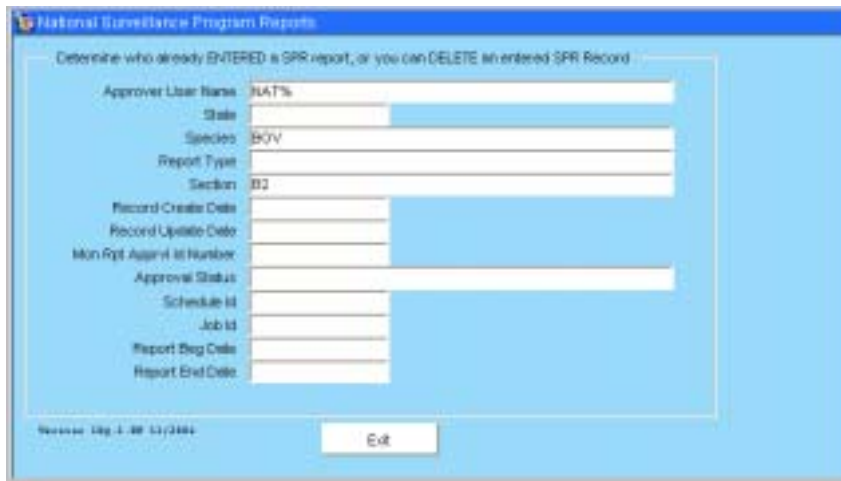 National Surveillance Program Reports
Determine who already ENTERED a SPR report, or you can DELETE an entered SPR Record
Approver User Name NAT%
State
Species BOV
Report Type
Section B2
Record Create Date
Record Update Date
Mon Rpt Apprvl Id Number
Approval Status
Schedule Id
Job Id
Report Beg Date
Report End Date
Version
Exit